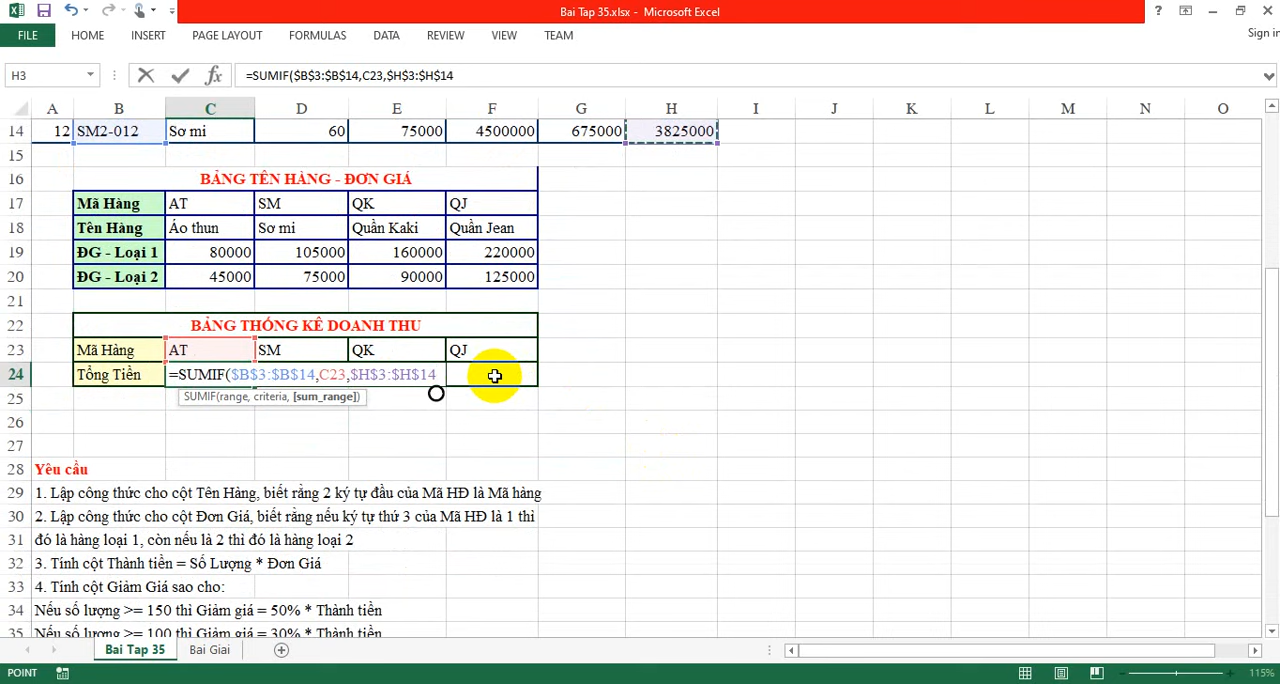 Bai Tap 35.xlsx - Microsoft Excel
? Sign in
FILE HOME INSERT PAGE LAYOUT FORMULAS DATA REVIEW VIEW TEAM
H3 fx =SUMIF($B$3:$B$14,C23,$H$3:$H$14
A B C D E F G H I J K L M N O
14 12 SM2-012 Sơ mi 60 75000 4500000 675000 3825000
15
16 BẢNG TÊN HÀNG - ĐƠN GIÁ
17 Mã Hàng AT SM QK QJ
18 Tên Hàng Áo thun Sơ mi Quần Kaki Quần Jean
19 ĐG - Loại 1 80000 105000 160000 220000
20 ĐG - Loại 2 45000 75000 90000 125000
21
22 BẢNG THỐNG KÊ DOANH THU
23 Mã Hàng AT SM QK QJ
24 Tổng Tiền =SUMIF($B$3:$B$14,C23,$H$3:$H$14
25 SUMIF(range, criteria, [sum_range])
26
27
28 Yêu cầu
29 1. Lập công thức cho cột Tên Hàng, biết rằng 2 ký tự đầu của Mã HĐ là Mã hàng
30 2. Lập công thức cho cột Đơn Giá, biết rằng nếu ký tự thứ 3 của Mã HĐ là 1 thì
31 đó là hàng loại 1, còn nếu là 2 thì đó là hàng loại 2
32 3. Tính cột Thành tiền = Số Lượng * Đơn Giá
33 4. Tính cột Giảm Giá sao cho:
34 Nếu số lượng >= 150 thì Giảm giá = 50% * Thành tiền
35 Nếu số lượng >= 100 thì Giảm giá = 30% * Thành tiền
Bai Tap 35 Bai Giai
POINT 115%